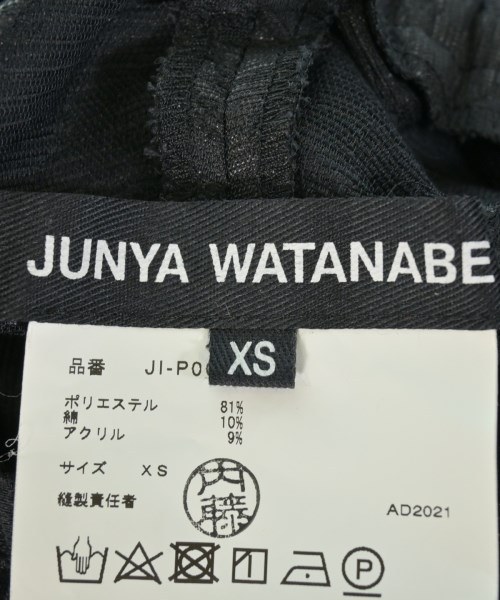 JUNYA WATANABE
XS
品番 JI-P0
ポリエステル 81%
綿 10%
アクリル 9%
サイズ XS
縫製責任者 内藤
AD2021
P